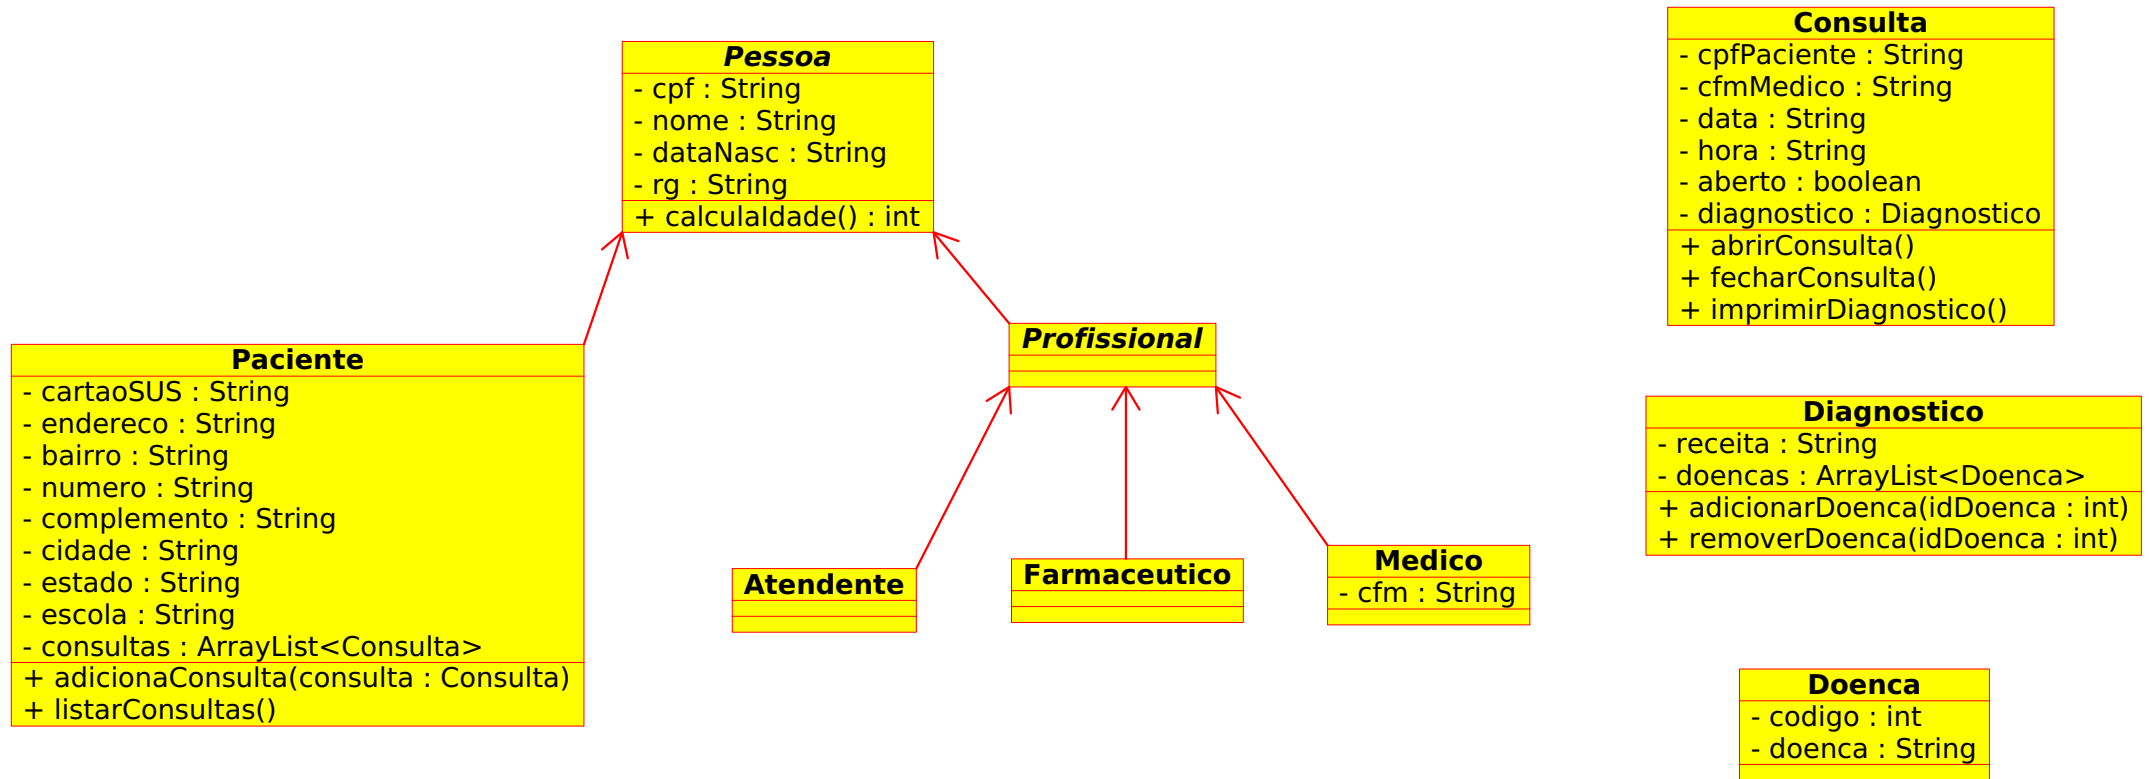 Pessoa
- cpf : String
- nome : String
- dataNasc : String
- rg : String
+ calculaIdade() : int
Paciente
- cartaoSUS : String
- endereco : String
- bairro : String
- numero : String
- complemento : String
- cidade : String
- estado : String
- escola : String
- consultas : ArrayList<Consulta>
+ adicionaConsulta(consulta : Consulta)
+ listarConsultas()
Profissional
Atendente
Farmaceutico
Medico
- cfm : String
Consulta
- cpfPaciente : String
- cfmMedico : String
- data : String
- hora : String
- aberto : boolean
- diagnostico : Diagnostico
+ abrirConsulta()
+ fecharConsulta()
+ imprimirDiagnostico()
Diagnostico
- receita : String
- doencas : ArrayList<Doenca>
+ adicionarDoenca(idDoenca : int)
+ removerDoenca(idDoenca : int)
Doenca
- codigo : int
- doenca : String